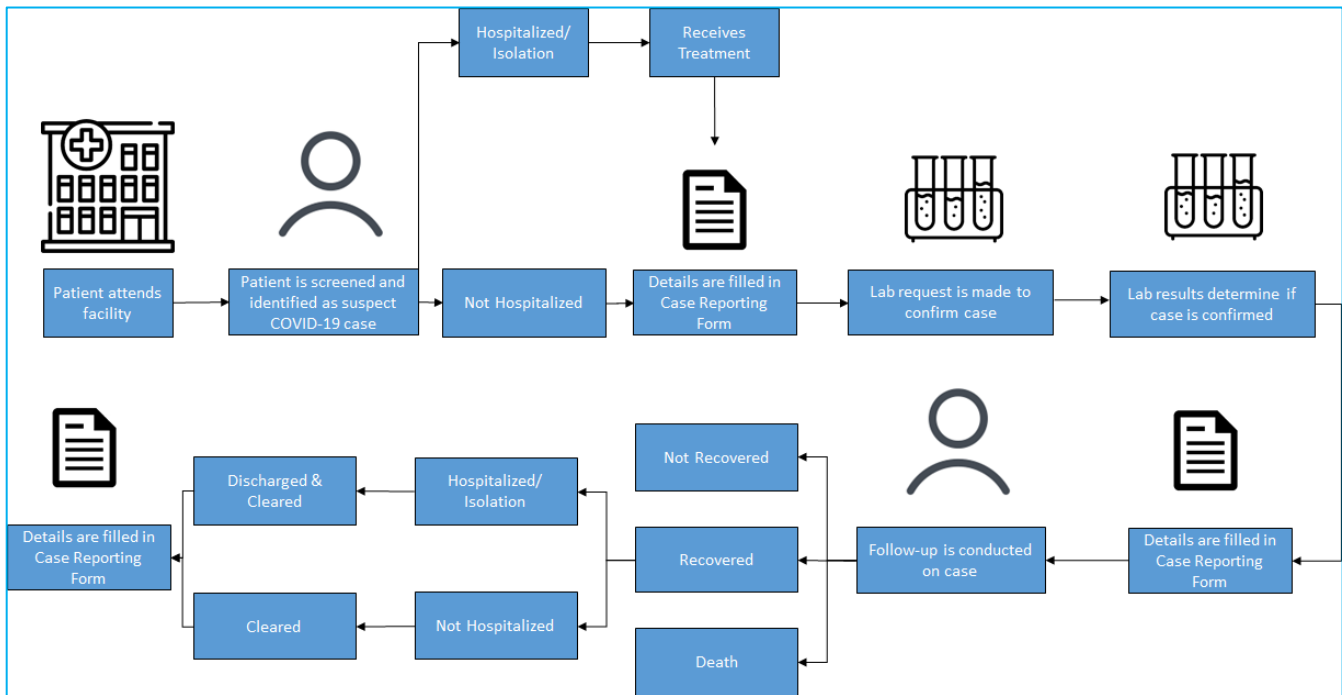 Hospitalized/
Isolation
Receives
Treatment
Patient attends
facility
Patient is screened and
identified as suspect
COVID-19 case
Not Hospitalized
Details are filled in
Case Reporting
Form
Lab request is made to
confirm case
Lab results determine if
case is confirmed
Not Recovered
Discharged &
Cleared
Hospitalized/
Isolation
Details are filled in
Case Reporting
Form
Recovered
Follow-up is conducted
on case
Details are filled in
Case Reporting
Form
Cleared
Not Hospitalized
Death